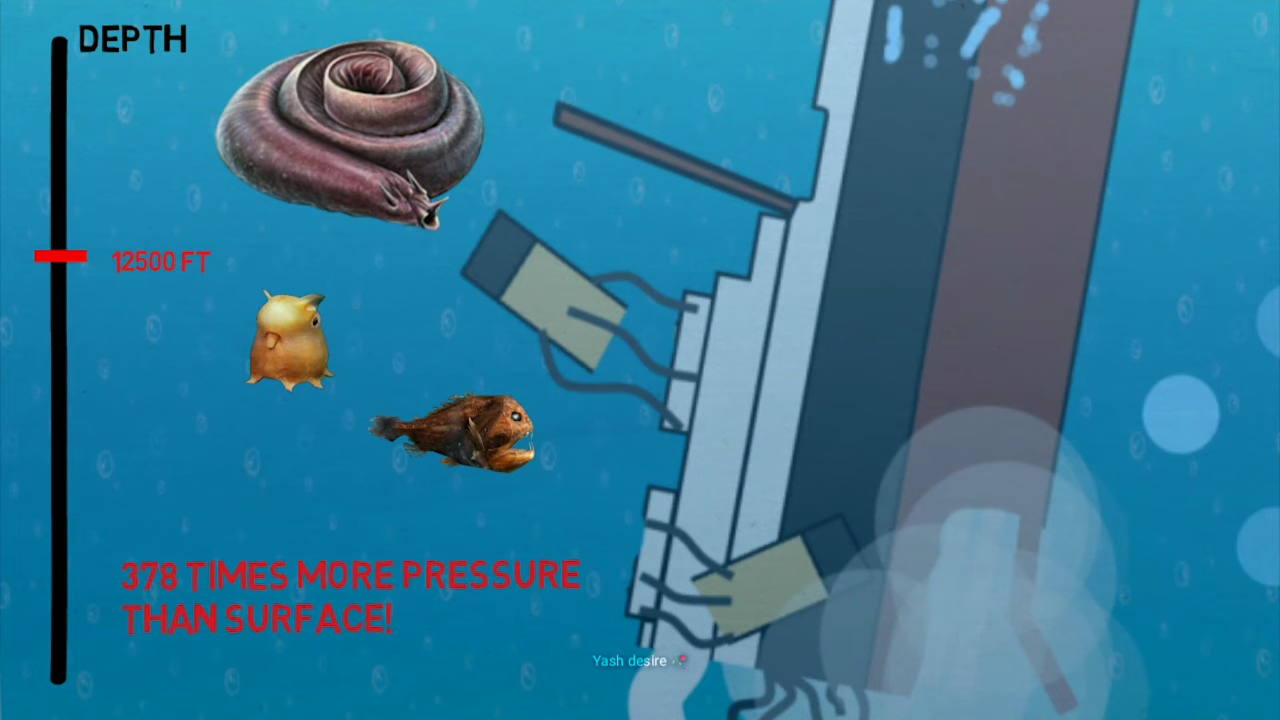 DEPTH
12500 FT
378 TIMES MORE PRESSURE
THAN SURFACE!
Yash desire